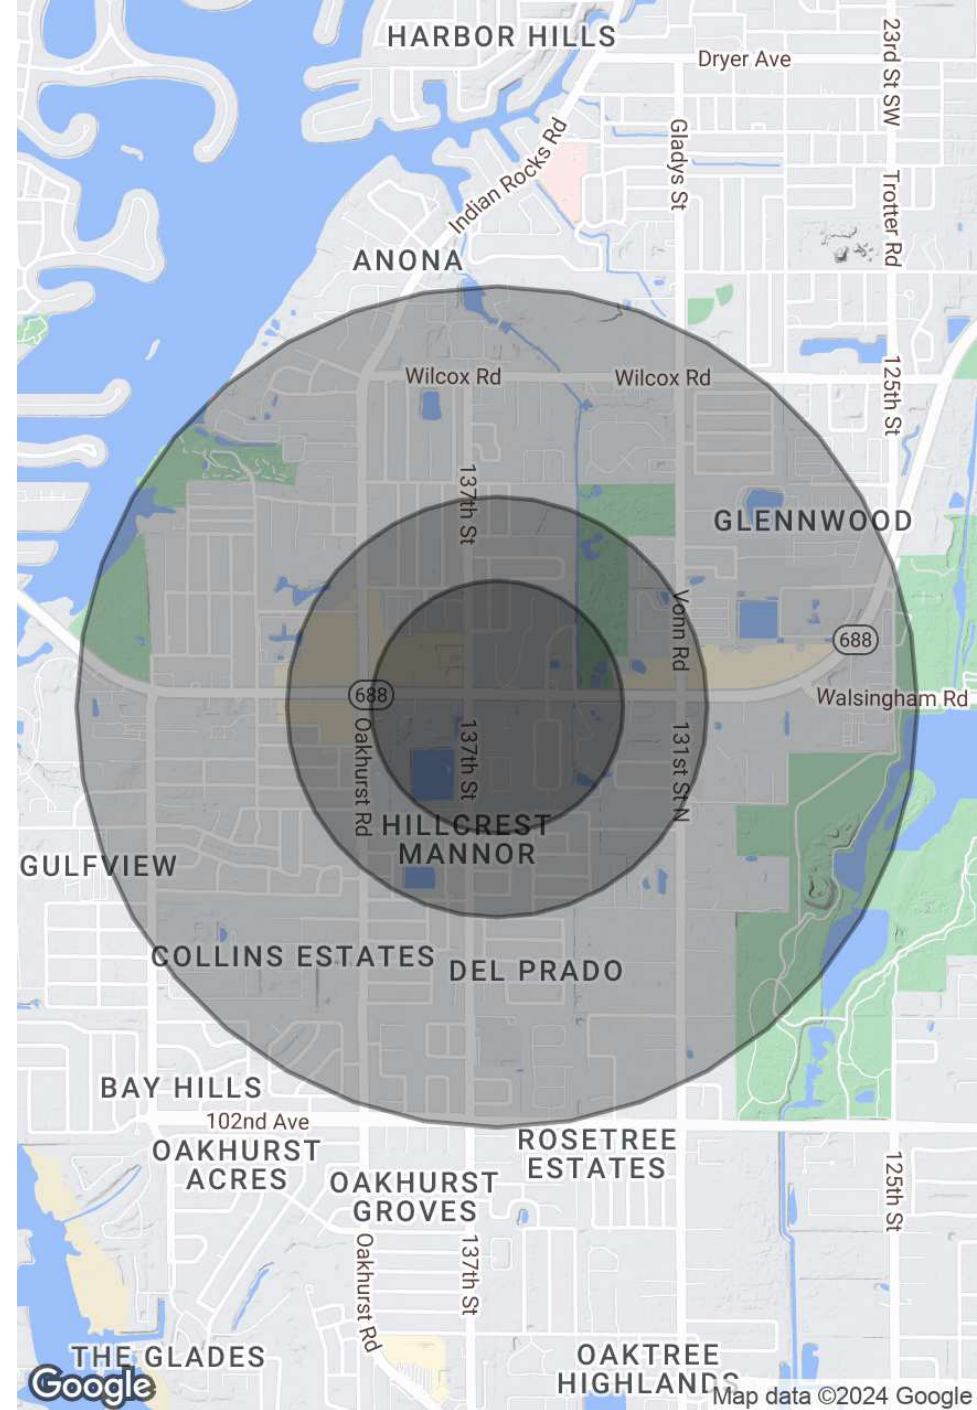 HARBOR HILLS
Dryer Ave
23rd St SW
Indian Rocks Rd
Gladys St
Trotter Rd
ANONA
Wilcox Rd
Wilcox Rd
125th St
137th St
GLENNWOOD
Vonn Rd
688
688
Walsingham Rd
Oakhurst Rd
137th St
131st St N
HILLCREST
MANNOR
GULFVIEW
COLLINS ESTATES
DEL PRADO
BAY HILLS
102nd Ave
OAKHURST
ACRES
ROSETREE
ESTATES
OAKHURST
GROVES
125th St
Oakhurst Rd
137th St
THE GLADES
OAKTREE
HIGHLANDS
Google
Map data ©2024 Google